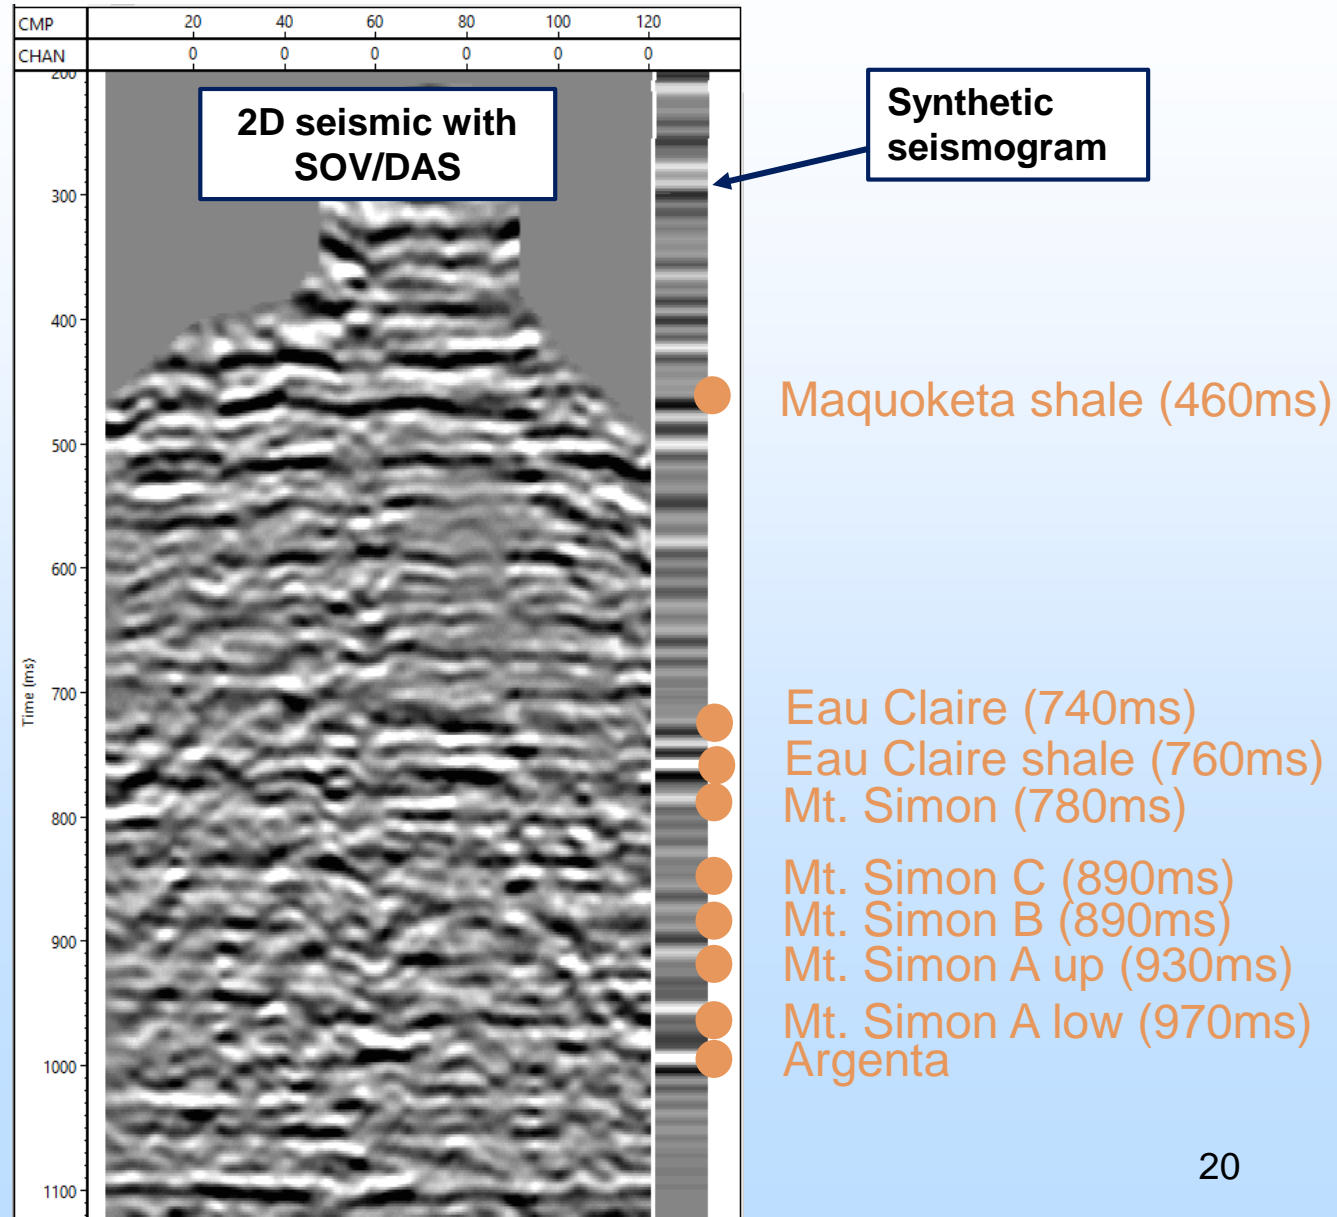 CMP 20 40 60 80 100 120
CHAN 0 0 0 0 0 0
200
2D seismic with
SOV/DAS
Synthetic
seismogram
300
400
Maquoketa shale (460ms)
500
600
Time (ms)
700
Eau Claire (740ms)
Eau Claire shale (760ms)
Mt. Simon (780ms)
800
Mt. Simon C (890ms)
Mt. Simon B (890ms)
900
Mt. Simon A up (930ms)
Mt. Simon A low (970ms)
Argenta
1000
1100
20